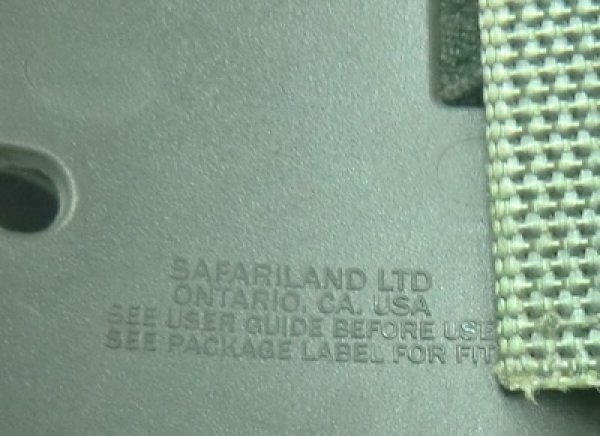 SAFARILAND LTD
ONTARIO, CA. USA
SEE USER GUIDE BEFORE USE
SEE PACKAGE LABEL FOR FIT